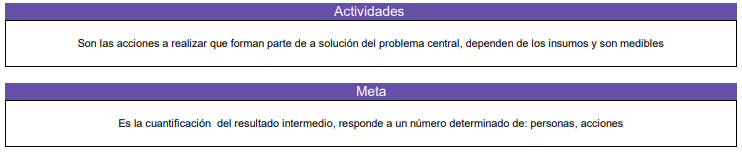 Actividades
Son las acciones a realizar que forman parte de a solución del problema central, dependen de los insumos y son medibles
Meta
Es la cuantificación  del resultado intermedio, responde a un número determinado de: personas, acciones